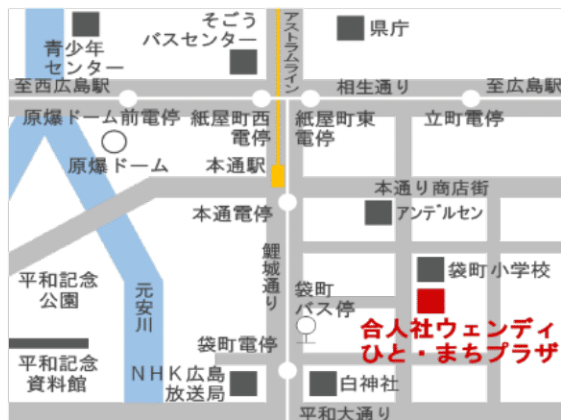 青少年
センター
そごう
バスセンター
アストラムライン
県庁
至西広島駅
相生通り
至広島駅
原爆ドーム前電停
紙屋町西
電停
紙屋町東
電停
立町電停
原爆ドーム
本通駅
本通り商店街
本通電停
アンデルセン
鯉城通り
袋町
バス停
袋町小学校
平和記念
公園
元安川
合人社ウェンディ
ひと・まちプラザ
袋町電停
平和記念
資料館
NHK広島
放送局
白神社
平和大通り